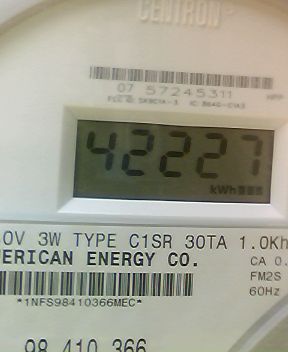 CENTRON
07 57245311
42227
kWh
0V 3W TYPE C1SR 30TA 1.0Kh
ERICAN ENERGY CO.
CA 0.
FM2S
*1NFS98410366MEC*
60Hz
98 410 366